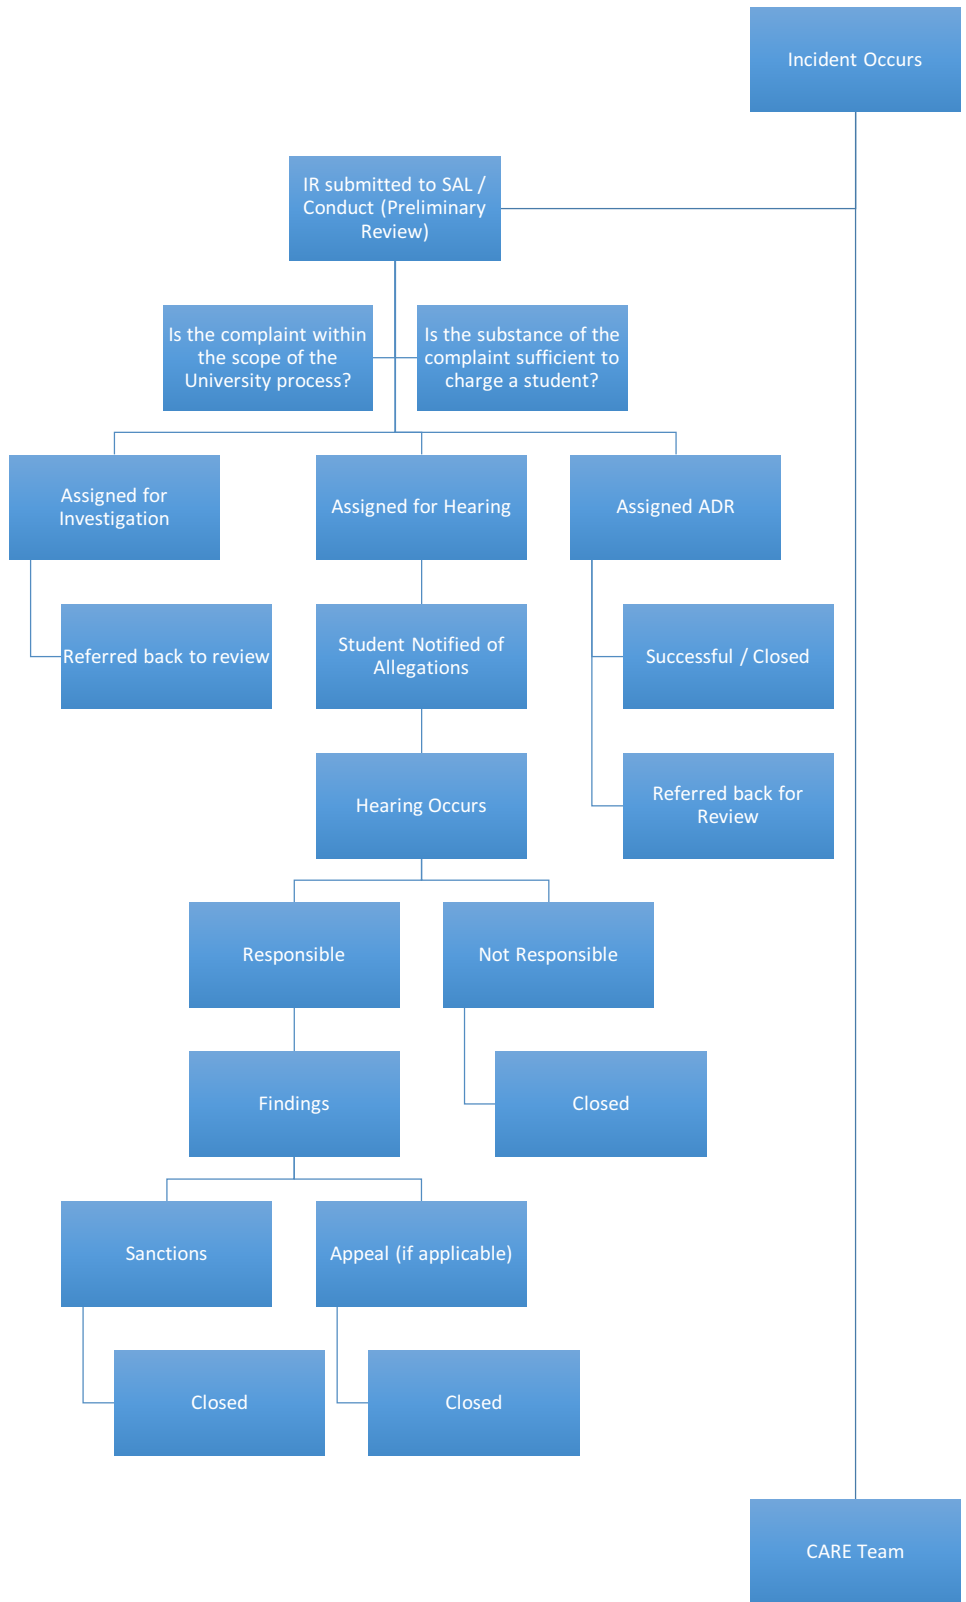 Incident Occurs
IR submitted to SAL /
Conduct (Preliminary
Review)
Is the complaint within
the scope of the
University process?
Is the substance of the
complaint sufficient to
charge a student?
Assigned for
Investigation
Assigned for Hearing
Assigned ADR
Referred back to review
Student Notified of
Allegations
Successful / Closed
Hearing Occurs
Referred back for
Review
Responsible
Not Responsible
Findings
Closed
Sanctions
Appeal (if applicable)
Closed
Closed
CARE Team